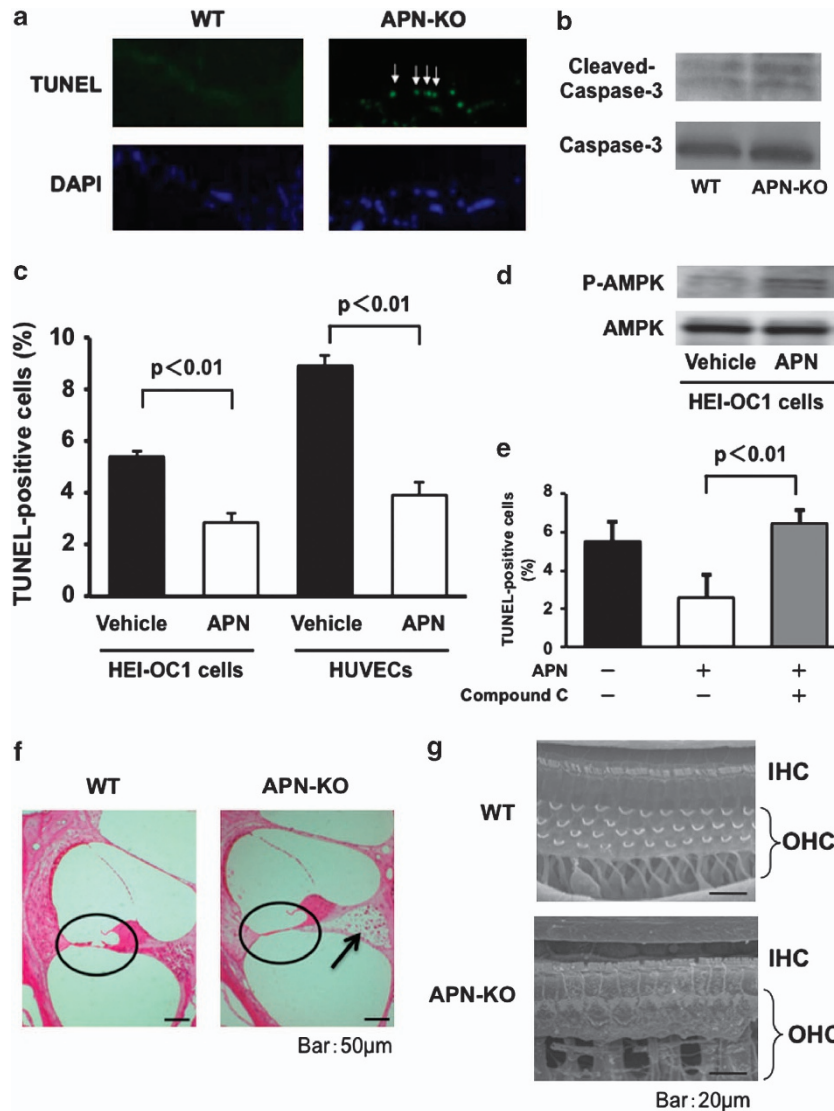 a
WT
APN-KO
TUNEL
DAPI
b
Cleaved-
Caspase-3
Caspase-3
WT
APN-KO
c
TUNEL-positive cells (%)
10
8
6
4
2
0
p<0.01
p<0.01
Vehicle
APN
Vehicle
APN
HEI-OC1 cells
HUVECs
d
P-AMPK
AMPK
Vehicle
APN
HEI-OC1 cells
e
TUNEL-positive cells
(%)
8
6
4
2
0
p<0.01
APN − + +
Compound C − − +
f
WT
APN-KO
Bar:50μm
g
WT
IHC
OHC
APN-KO
IHC
OHC
Bar:20μm